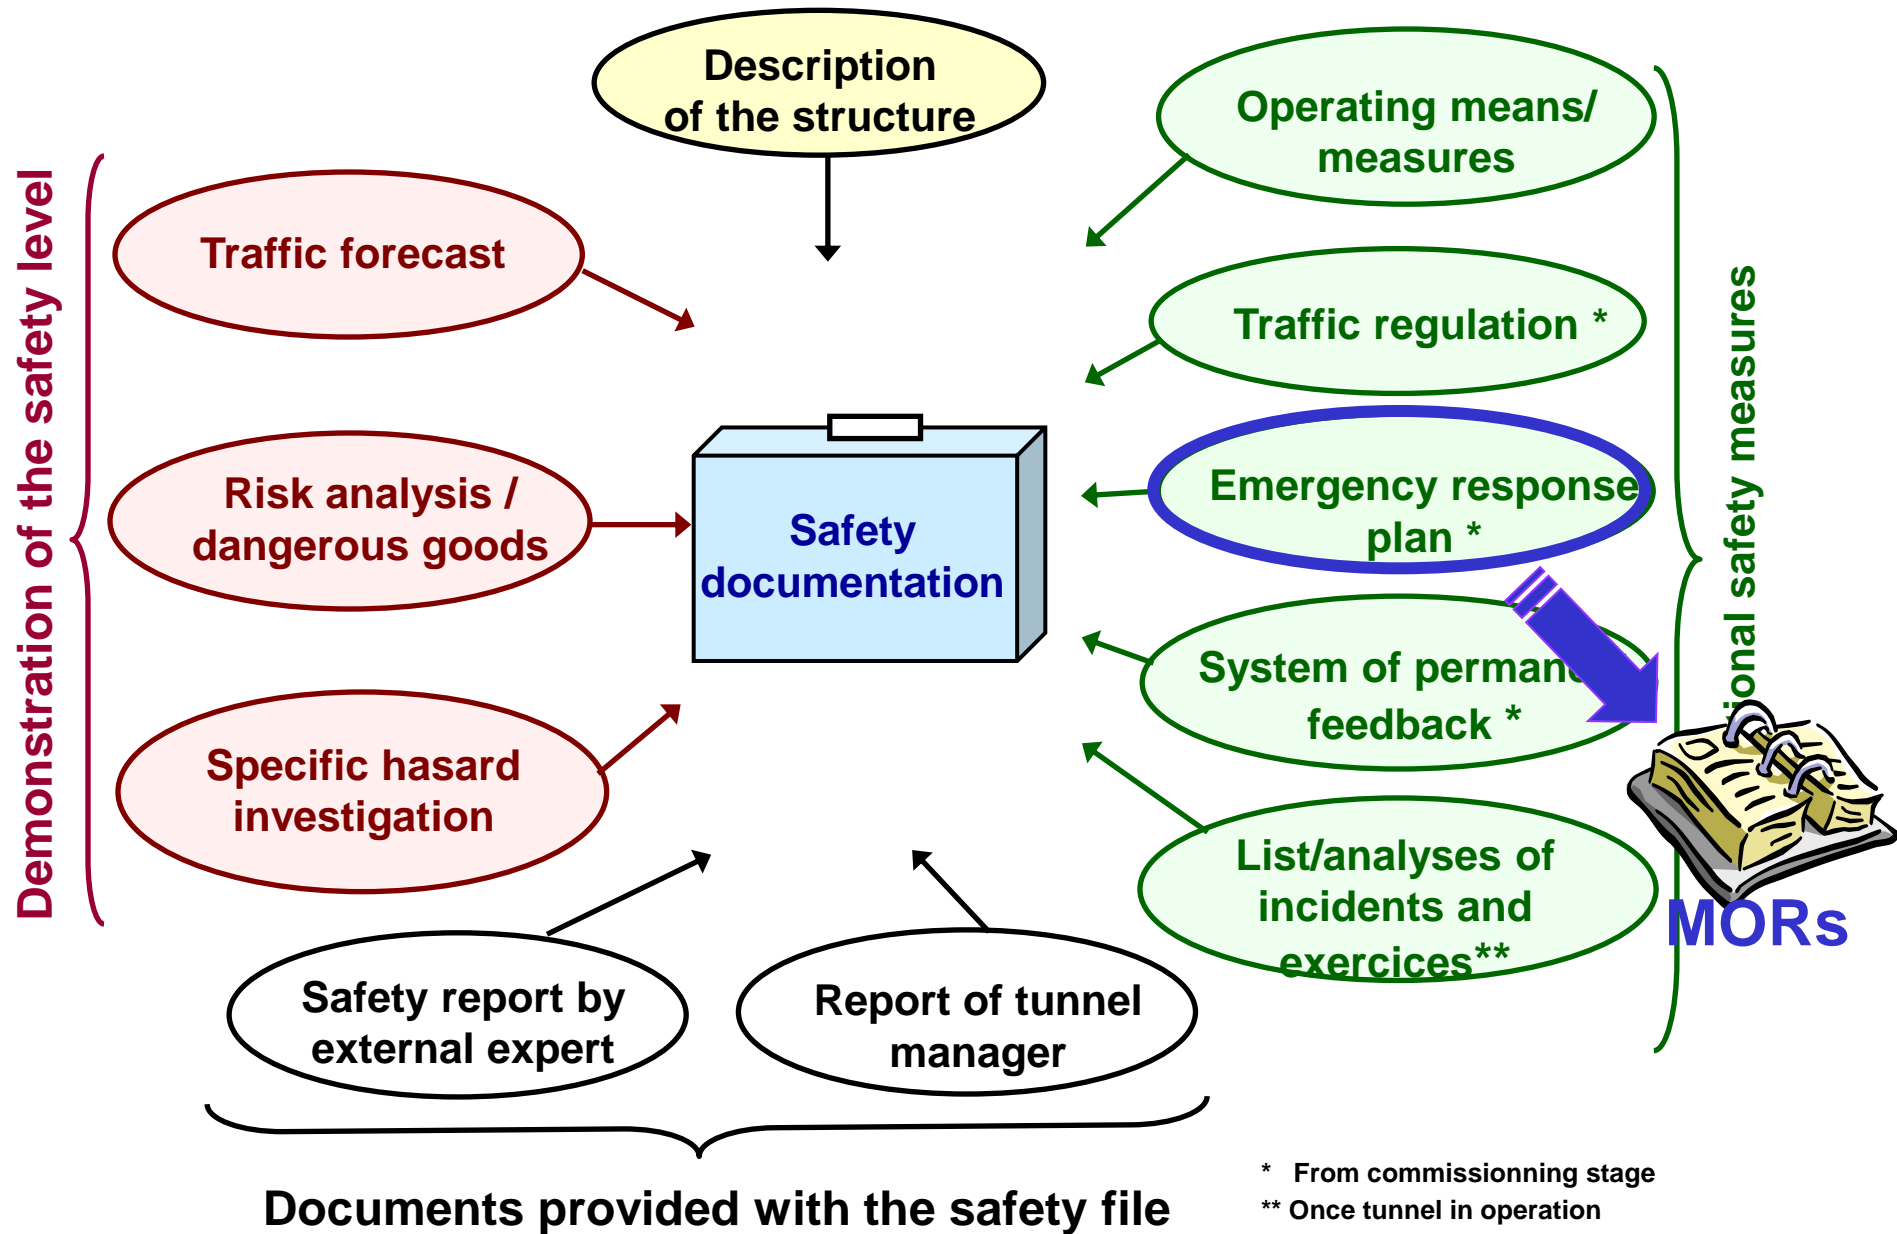 Description
of the structure
Operating means/
measures
Demonstration of the safety level
Traffic forecast
Traffic regulation *
Risk analysis /
dangerous goods
Safety
documentation
Emergency response
plan *
safety measures
System of
feedback *
Specific hasard
investigation
List/analyses of
incidents and
exercices**
MORs
Safety report by
external expert
Report of tunnel
manager
Documents provided with the safety file
* From commissionning stage
** Once tunnel in operation